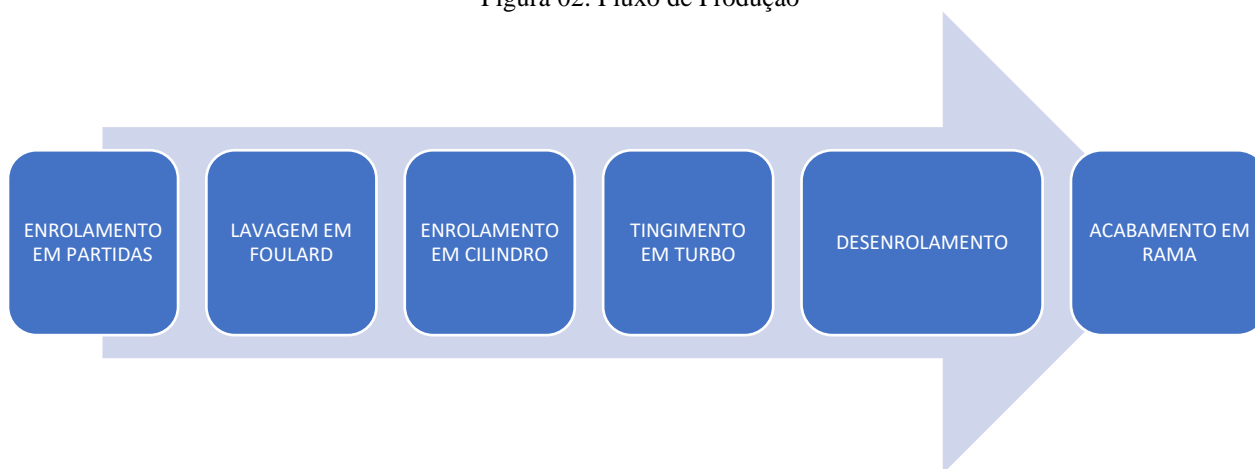 Figura 02: Fluxo de Produção
ENROLAMENTO
EM PARTIDAS
LAVAGEM EM
FOULARD
ENROLAMENTO
EM CILINDRO
TINGIMENTO
EM TURBO
DESENROLAMENTO
ACABAMENTO EM
RAMA